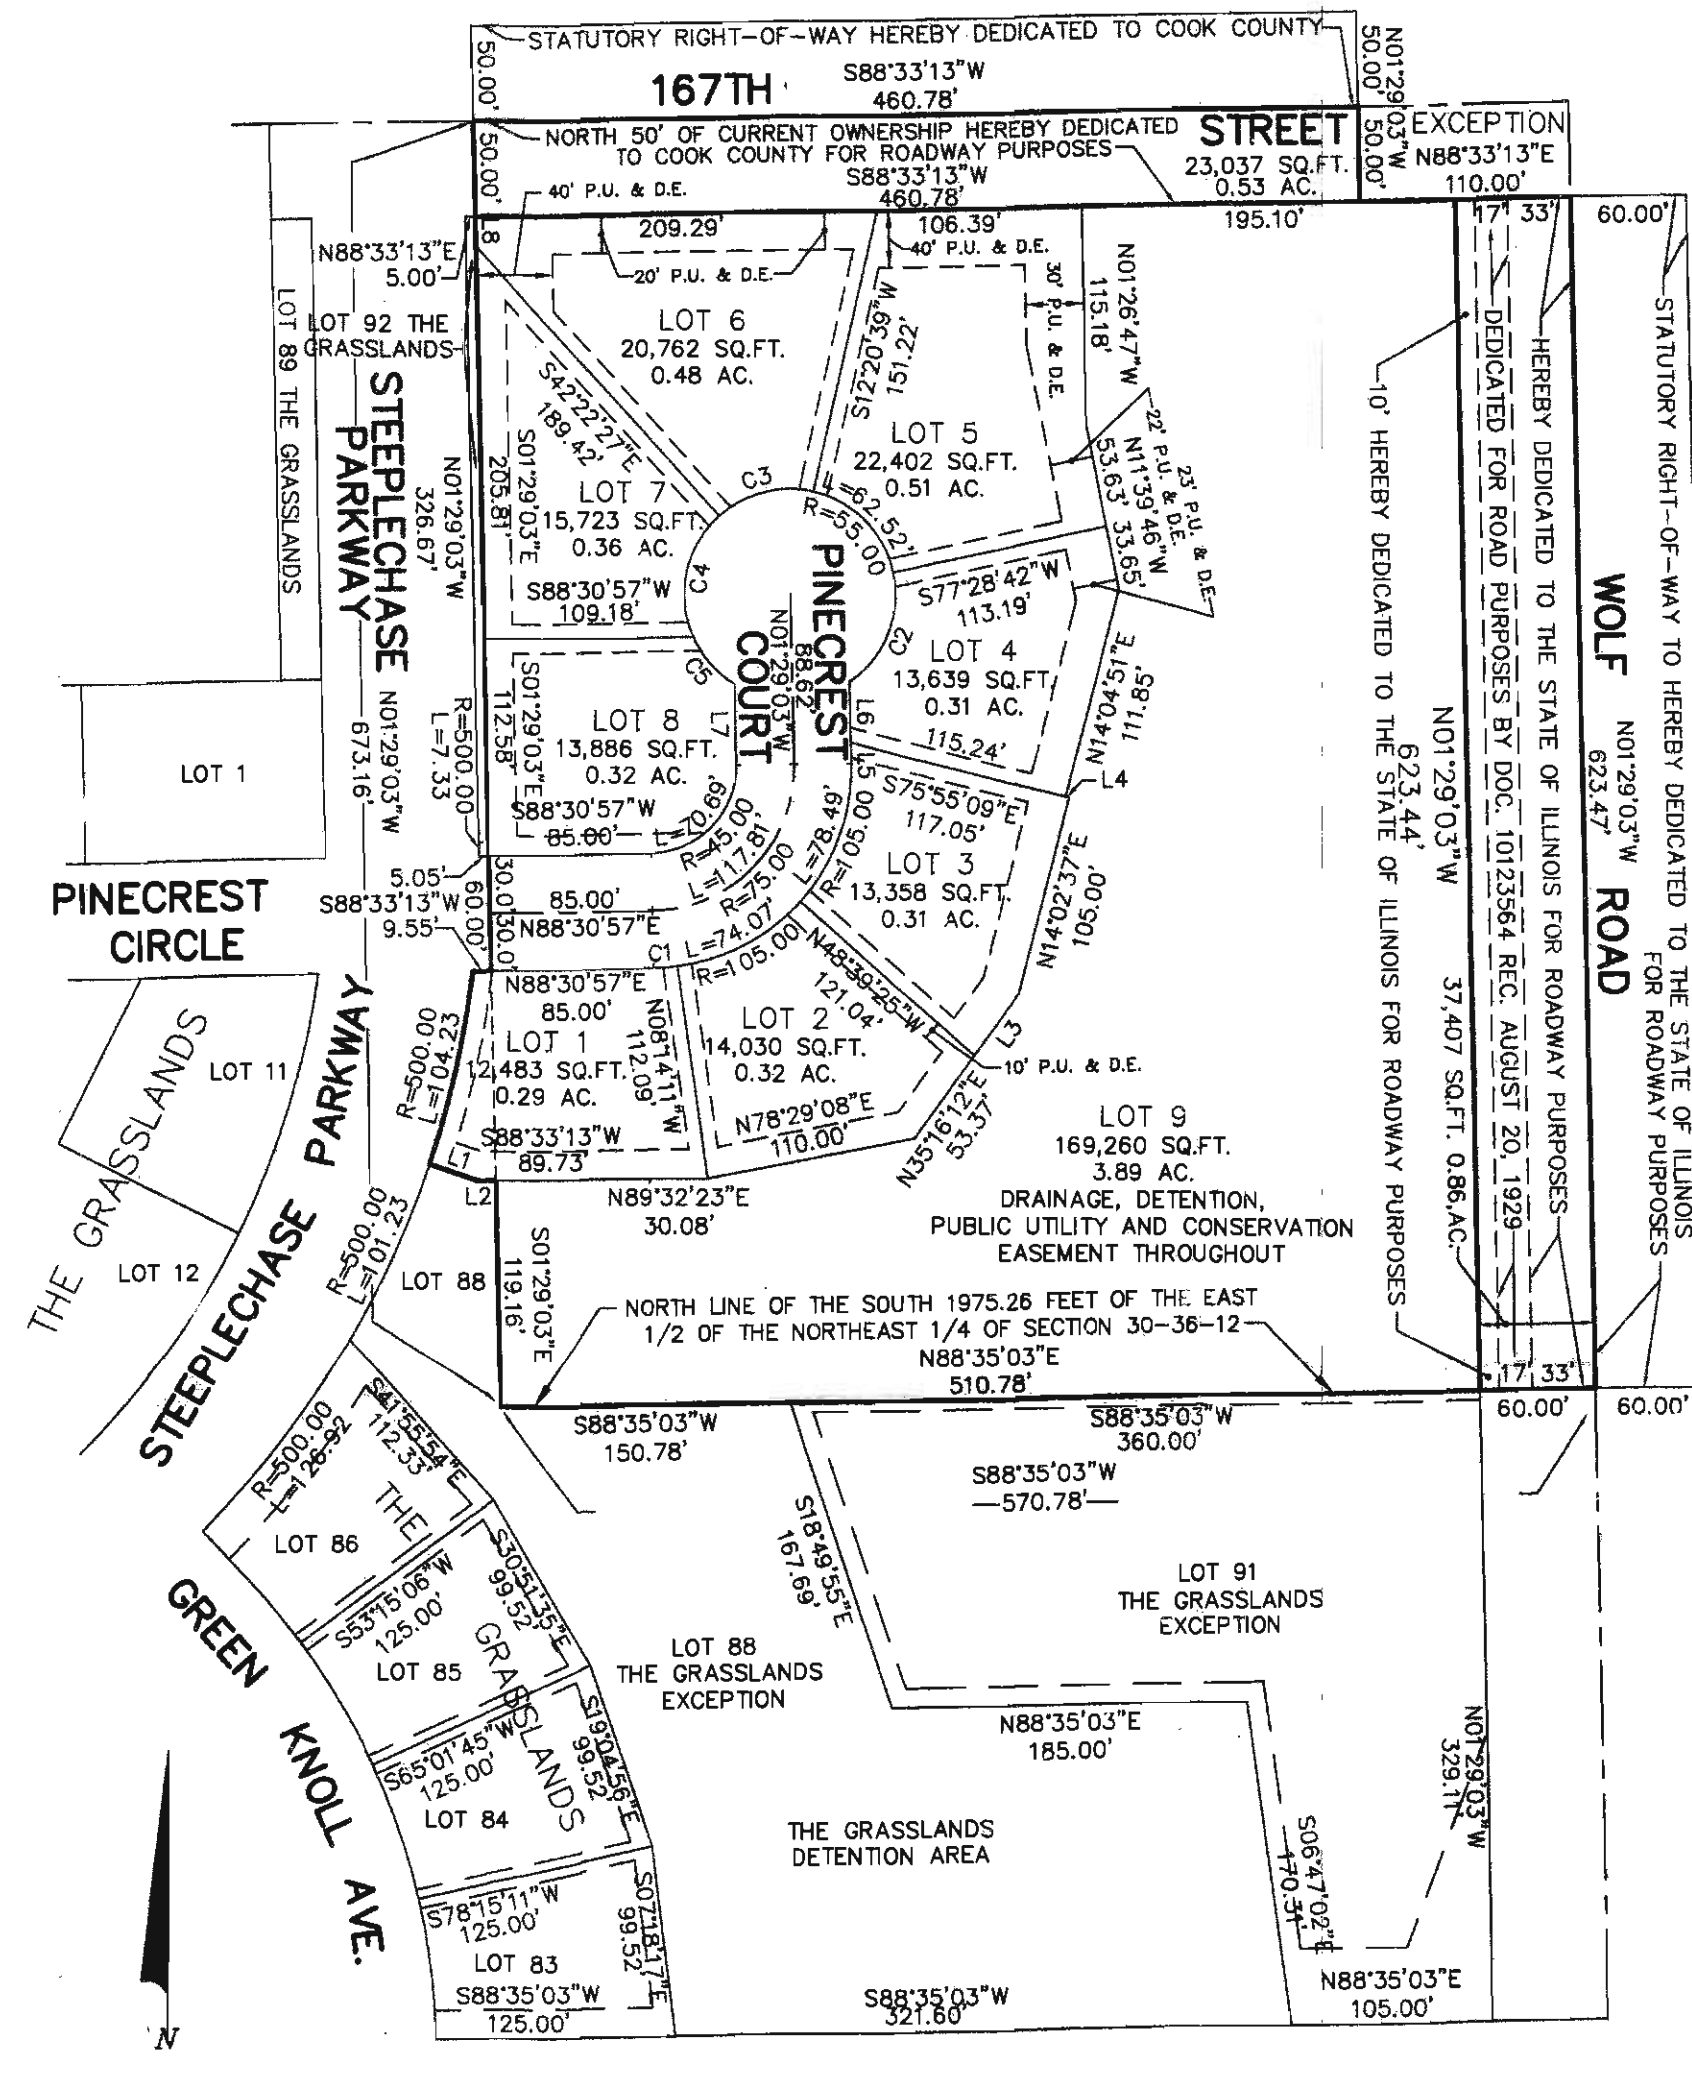 STATUTORY RIGHT-OF-WAY HEREBY DEDICATED TO COOK COUNTY
50.00'
167TH
S88°33'13"W
460.78'
N01°29'03"W
50.00'
50.00'
50.00'
NORTH 50' OF CURRENT OWNERSHIP HEREBY DEDICATED
TO COOK COUNTY FOR ROADWAY PURPOSES
STREET
23,037 SQ.FT.
0.53 AC.
EXCEPTION
N88°33'13"E
110.00'
S88°33'13"W
460.78'
40' P.U. & D.E.
L8
209.29'
106.39'
195.10'
17'
33'
60.00'
N88°33'13"E
5.00'
20' P.U. & D.E.
40' P.U. & D.E.
30' P.U. & D.E.
N01°26'47"W
115.18'
LOT 92 THE
GRASSLANDS
LOT 89 THE GRASSLANDS
LOT 6
20,762 SQ.FT.
0.48 AC.
S12°20'39"W
151.22'
S42°22'27"E
189.42'
LOT 5
22,402 SQ.FT.
0.51 AC.
STEEPLECHASE
PARKWAY
N01°29'03"W
326.67'
S01°29'03"E
205.81'
LOT 7
15,723 SQ.FT.
0.36 AC.
S88°30'57"W
109.18'
C3
C4
C5
C2
L=62.52'
R=55.00
22' P.U. & D.E.
N11°39'46"W
53.63'
33.65'
23' P.U. & D.E.
S77°28'42"W
113.19'
PINECREST
COURT
N01°29'03"W
88.62'
LOT 4
13,639 SQ.FT.
0.31 AC.
115.24'
N14°04'51"E
111.85'
L6
L7
L5
L4
S01°29'03"E
112.58'
LOT 8
13,886 SQ.FT.
0.32 AC.
S88°30'57"W
85.00'
L=70.69'
R=45.00
L=117.81'
R=75.00
L=78.49'
R=105.00
S75°55'09"E
117.05'
LOT 3
13,358 SQ.FT.
0.31 AC.
N14°02'37"E
105.00'
LOT 1
R=500.00
L=7.33
N01°29'03"W
673.16'
PINECREST
CIRCLE
5.05'
S88°33'13"W
9.55'
60.00'
30.0'
30.0'
85.00'
N88°30'57"E
C1
L=74.07'
R=105.00
N88°30'57"E
85.00'
N48°39'25"W
121.04'
L3
10' P.U. & D.E.
LOT 1
12,483 SQ.FT.
0.29 AC.
N08°14'11"W
112.09'
LOT 2
14,030 SQ.FT.
0.32 AC.
N78°29'08"E
110.00'
S88°33'13"W
89.73'
N35°16'12"E
53.37'
R=500.00
L=104.23
L1
L2
N89°32'23"E
30.08'
LOT 9
169,260 SQ.FT.
3.89 AC.
DRAINAGE, DETENTION,
PUBLIC UTILITY AND CONSERVATION
EASEMENT THROUGHOUT
LOT 11
LOT 12
THE GRASSLANDS
STEEPLECHASE PARKWAY
R=500.00
L=101.23
LOT 88
S01°29'03"E
119.16'
NORTH LINE OF THE SOUTH 1975.26 FEET OF THE EAST
1/2 OF THE NORTHEAST 1/4 OF SECTION 30-36-12
N88°35'03"E
510.78'
10' HEREBY DEDICATED TO THE STATE OF ILLINOIS FOR ROADWAY PURPOSES
N01°29'03"W
623.44'
37,407 SQ.FT. 0.86 AC.
DEDICATED FOR ROAD PURPOSES BY DOC. 10123564 REC. AUGUST 20, 1929
HEREBY DEDICATED TO THE STATE OF ILLINOIS FOR ROADWAY PURPOSES
WOLF ROAD
N01°29'03"W
623.47'
STATUTORY RIGHT-OF-WAY TO HEREBY DEDICATED TO THE STATE OF ILLINOIS
FOR ROADWAY PURPOSES
17'
33'
60.00'
60.00'
S88°35'03"W
150.78'
S88°35'03"W
360.00'
S88°35'03"W
570.78'
R=500.00
L=126.92
S41°55'54"E
112.33'
LOT 86
THE GRASSLANDS
S53°15'06"W
125.00'
S30°51'35"E
99.52'
LOT 85
S65°01'45"W
125.00'
S19°04'56"E
99.52'
LOT 84
S78°15'11"W
125.00'
S07°18'17"E
99.52'
LOT 83
S88°35'03"W
125.00'
GREEN KNOLL AVE.
S18°49'55"E
167.69'
LOT 88
THE GRASSLANDS
EXCEPTION
LOT 91
THE GRASSLANDS
EXCEPTION
N88°35'03"E
185.00'
N01°29'03"W
329.11'
S06°47'02"E
170.31'
THE GRASSLANDS
DETENTION AREA
S88°35'03"W
321.60'
N88°35'03"E
105.00'
N